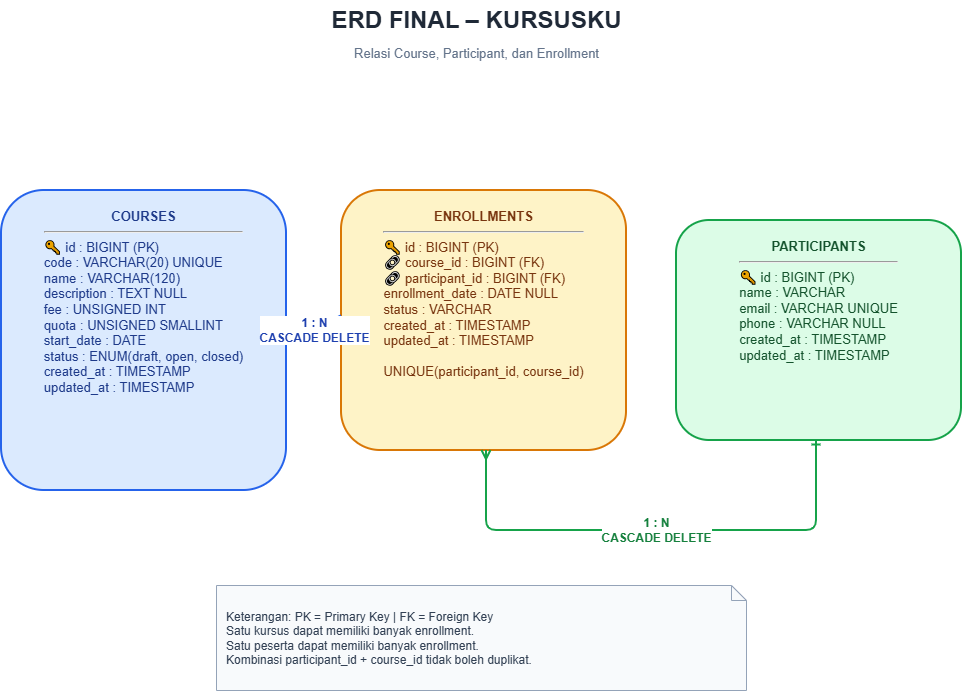 ERD FINAL – KURSUSKU
Relasi Course, Participant, dan Enrollment
COURSES
id : BIGINT (PK)
code : VARCHAR(20) UNIQUE
name : VARCHAR(120)
description : TEXT NULL
fee : UNSIGNED INT
quota : UNSIGNED SMALLINT
start_date : DATE
status : ENUM(draft, open, closed)
created_at : TIMESTAMP
updated_at : TIMESTAMP
1 : N
CASCADE DELETE
ENROLLMENTS
id : BIGINT (PK)
course_id : BIGINT (FK)
participant_id : BIGINT (FK)
enrollment_date : DATE NULL
status : VARCHAR
created_at : TIMESTAMP
updated_at : TIMESTAMP
UNIQUE(participant_id, course_id)
PARTICIPANTS
id : BIGINT (PK)
name : VARCHAR
email : VARCHAR UNIQUE
phone : VARCHAR NULL
created_at : TIMESTAMP
updated_at : TIMESTAMP
1 : N
CASCADE DELETE
Keterangan: PK = Primary Key | FK = Foreign Key
Satu kursus dapat memiliki banyak enrollment.
Satu peserta dapat memiliki banyak enrollment.
Kombinasi participant_id + course_id tidak boleh duplikat.